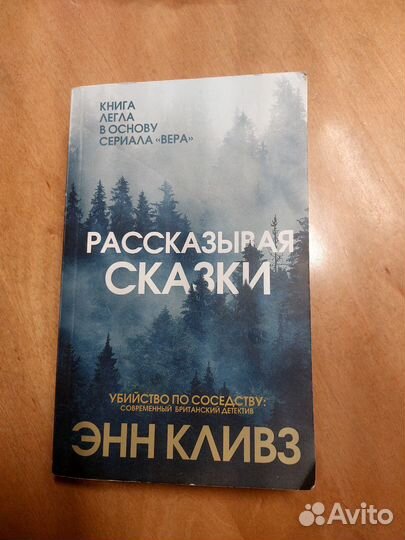 КНИГА
ЛЕГЛА
В ОСНОВУ
СЕРИАЛА «ВЕРА»
РАССКАЗЫВАЯ
СКАЗКИ
УБИЙСТВО ПО СОСЕДСТВУ:
СОВРЕМЕННЫЙ БРИТАНСКИЙ ДЕТЕКТИВ
ЭНН КЛИВЗ
Avito